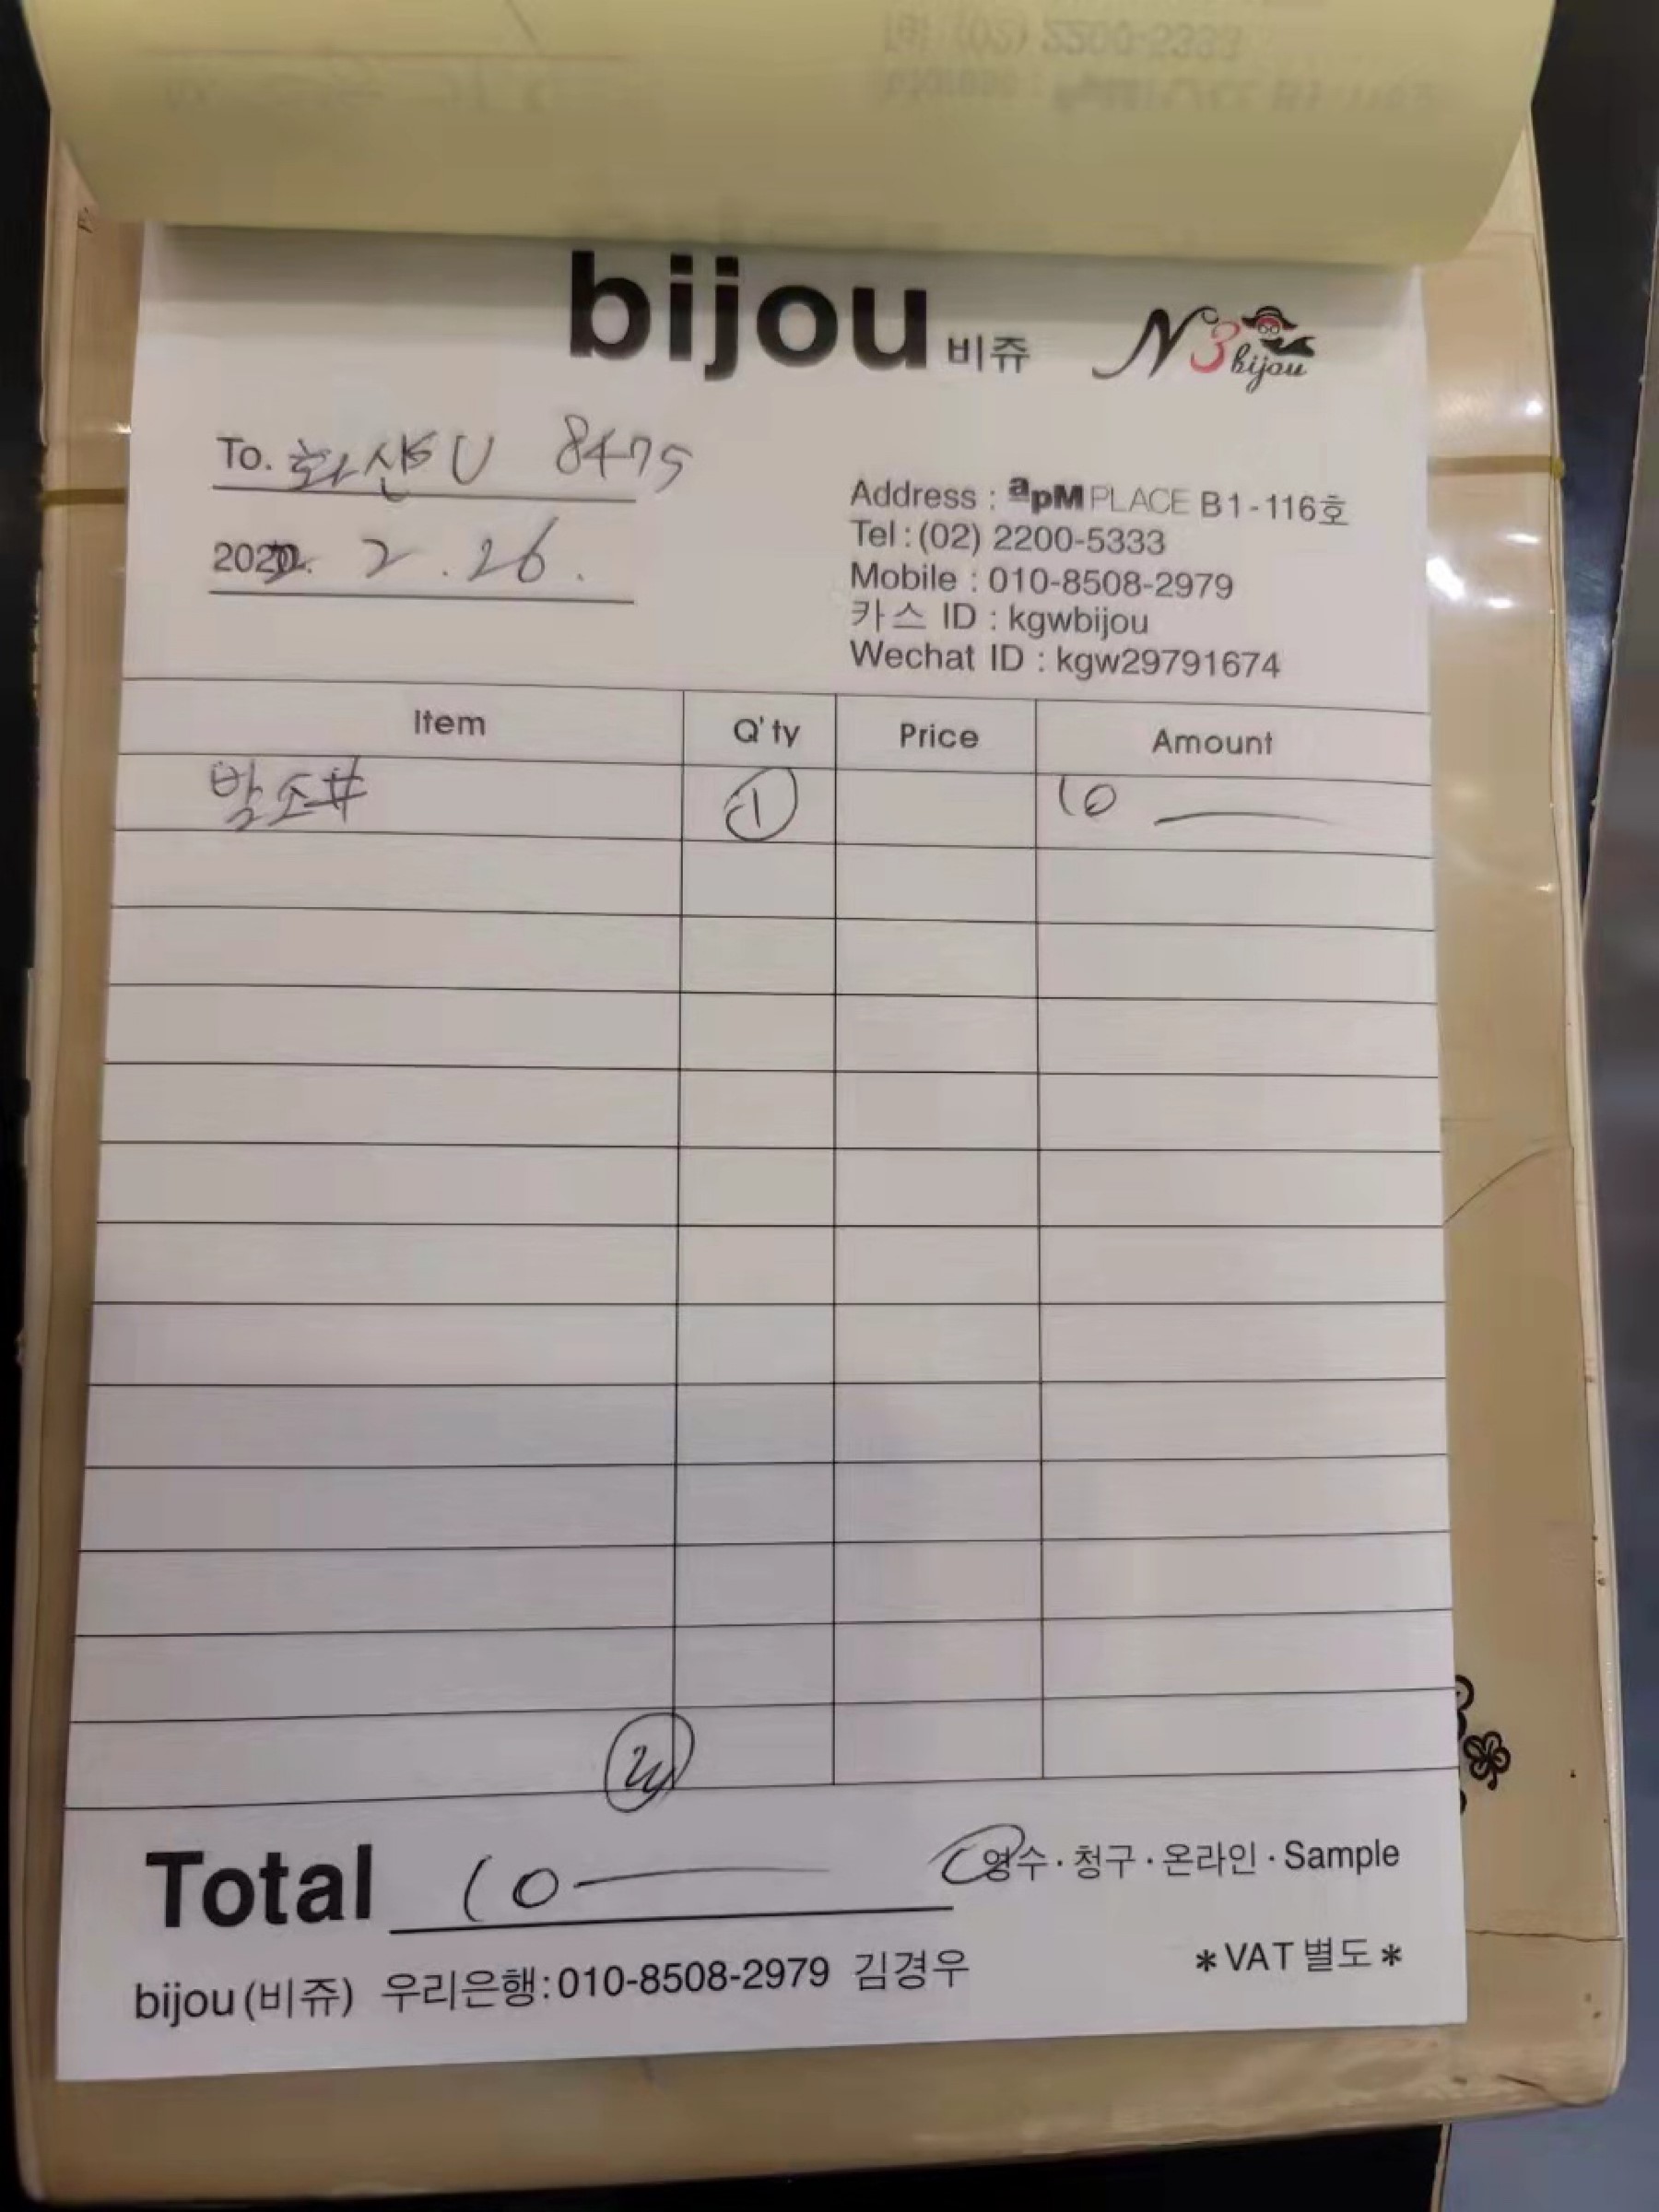 bijou 비쥬 N3 bijou
To. 화산 U 8475
2022. 2. 26.
Address : apM PLACE B1-116호
Tel : (02) 2200-5333
Mobile : 010-8508-2979
카스 ID : kgwbijou
Wechat ID : kgw29791674
Item Q'ty Price Amount
발 1 10
Total 10
영수 · 청구 · 온라인 · Sample
*VAT 별도*
bijou (비쥬) 우리은행:010-8508-2979 김경우